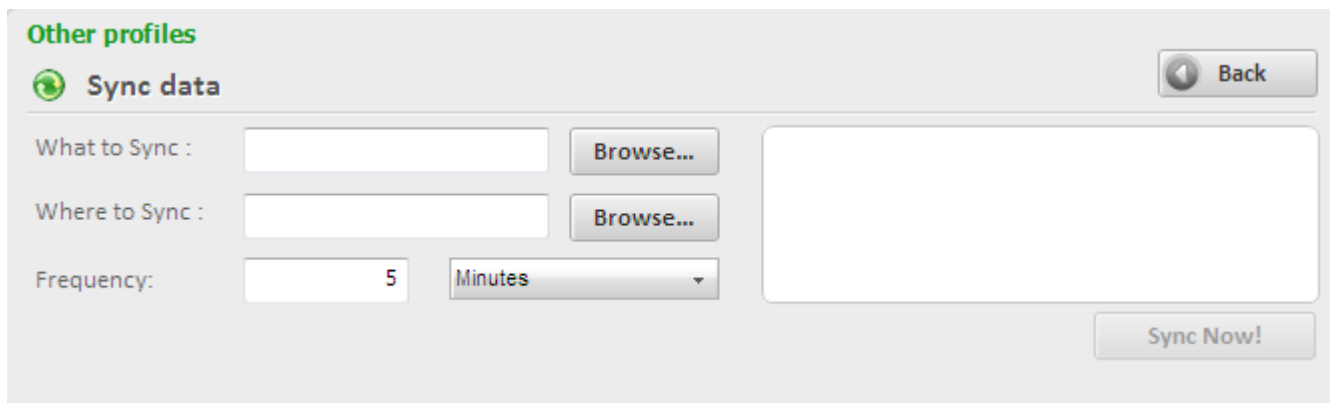 Other profiles
Sync data
Back
What to Sync :
Browse...
Where to Sync :
Browse...
Frequency:
5
Minutes
Sync Now!